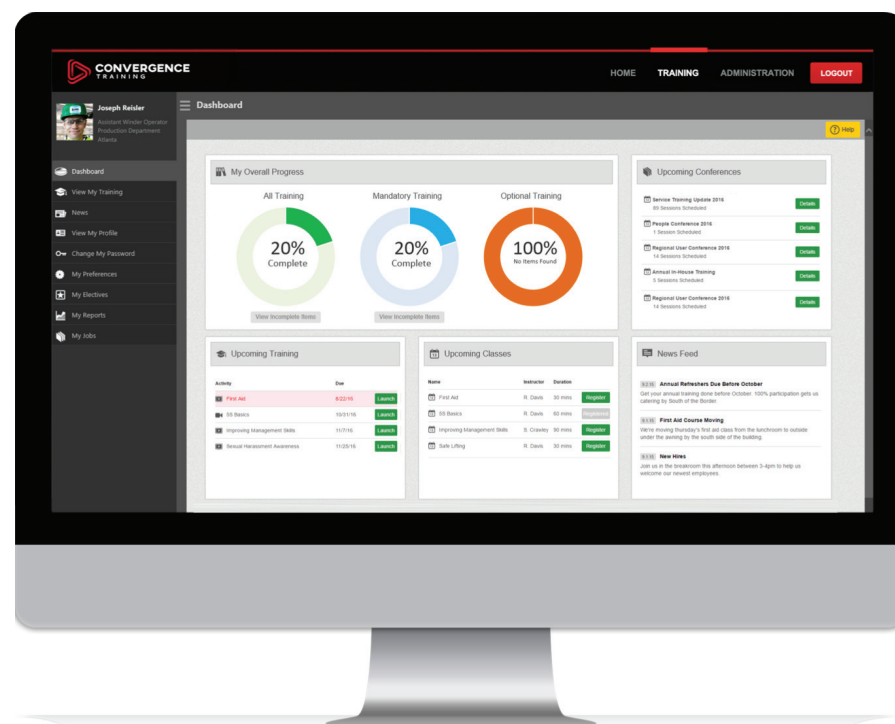 CONVERGENCE
TRAINING
HOME
TRAINING
ADMINISTRATION
LOGOUT
Joseph Reisler
Assistant Winder Operator
Production Department
Atlanta
Dashboard
Help
Dashboard
View My Training
News
View My Profile
Change My Password
My Preferences
My Electives
My Reports
My Jobs
My Overall Progress
All Training
Mandatory Training
Optional Training
20%
Complete
20%
Complete
100%
No Items Found
View Incomplete Items
View Incomplete Items
Upcoming Conferences
Service Training Update 2016
89 Sessions Scheduled
Details
People Conference 2016
1 Session Scheduled
Details
Regional User Conference 2016
14 Sessions Scheduled
Details
Annual In-House Training
5 Sessions Scheduled
Details
Regional User Conference 2016
14 Sessions Scheduled
Details
Upcoming Training
Activity Due
First Aid 8/22/16 Launch
5S Basics 10/31/16 Launch
Improving Management Skills 11/7/16 Launch
Sexual Harassment Awareness 11/25/16 Launch
Upcoming Classes
Name Instructor Duration
First Aid R. Davis 30 mins Register
5S Basics R. Davis 60 mins Registered
Improving Management Skills S. Crawley 90 mins Register
Safe Lifting R. Davis 30 mins Register
News Feed
Annual Refreshers Due Before October
Get your annual training done before October. 100% participation gets us
catering by South of the Border
First Aid Course Moving
We're moving thursday's first aid class from the lunchroom to outside
under the awning by the south side of the building.
New Hires
Join us in the breakroom this afternoon between 3-4pm to help us
welcome our newest employees.